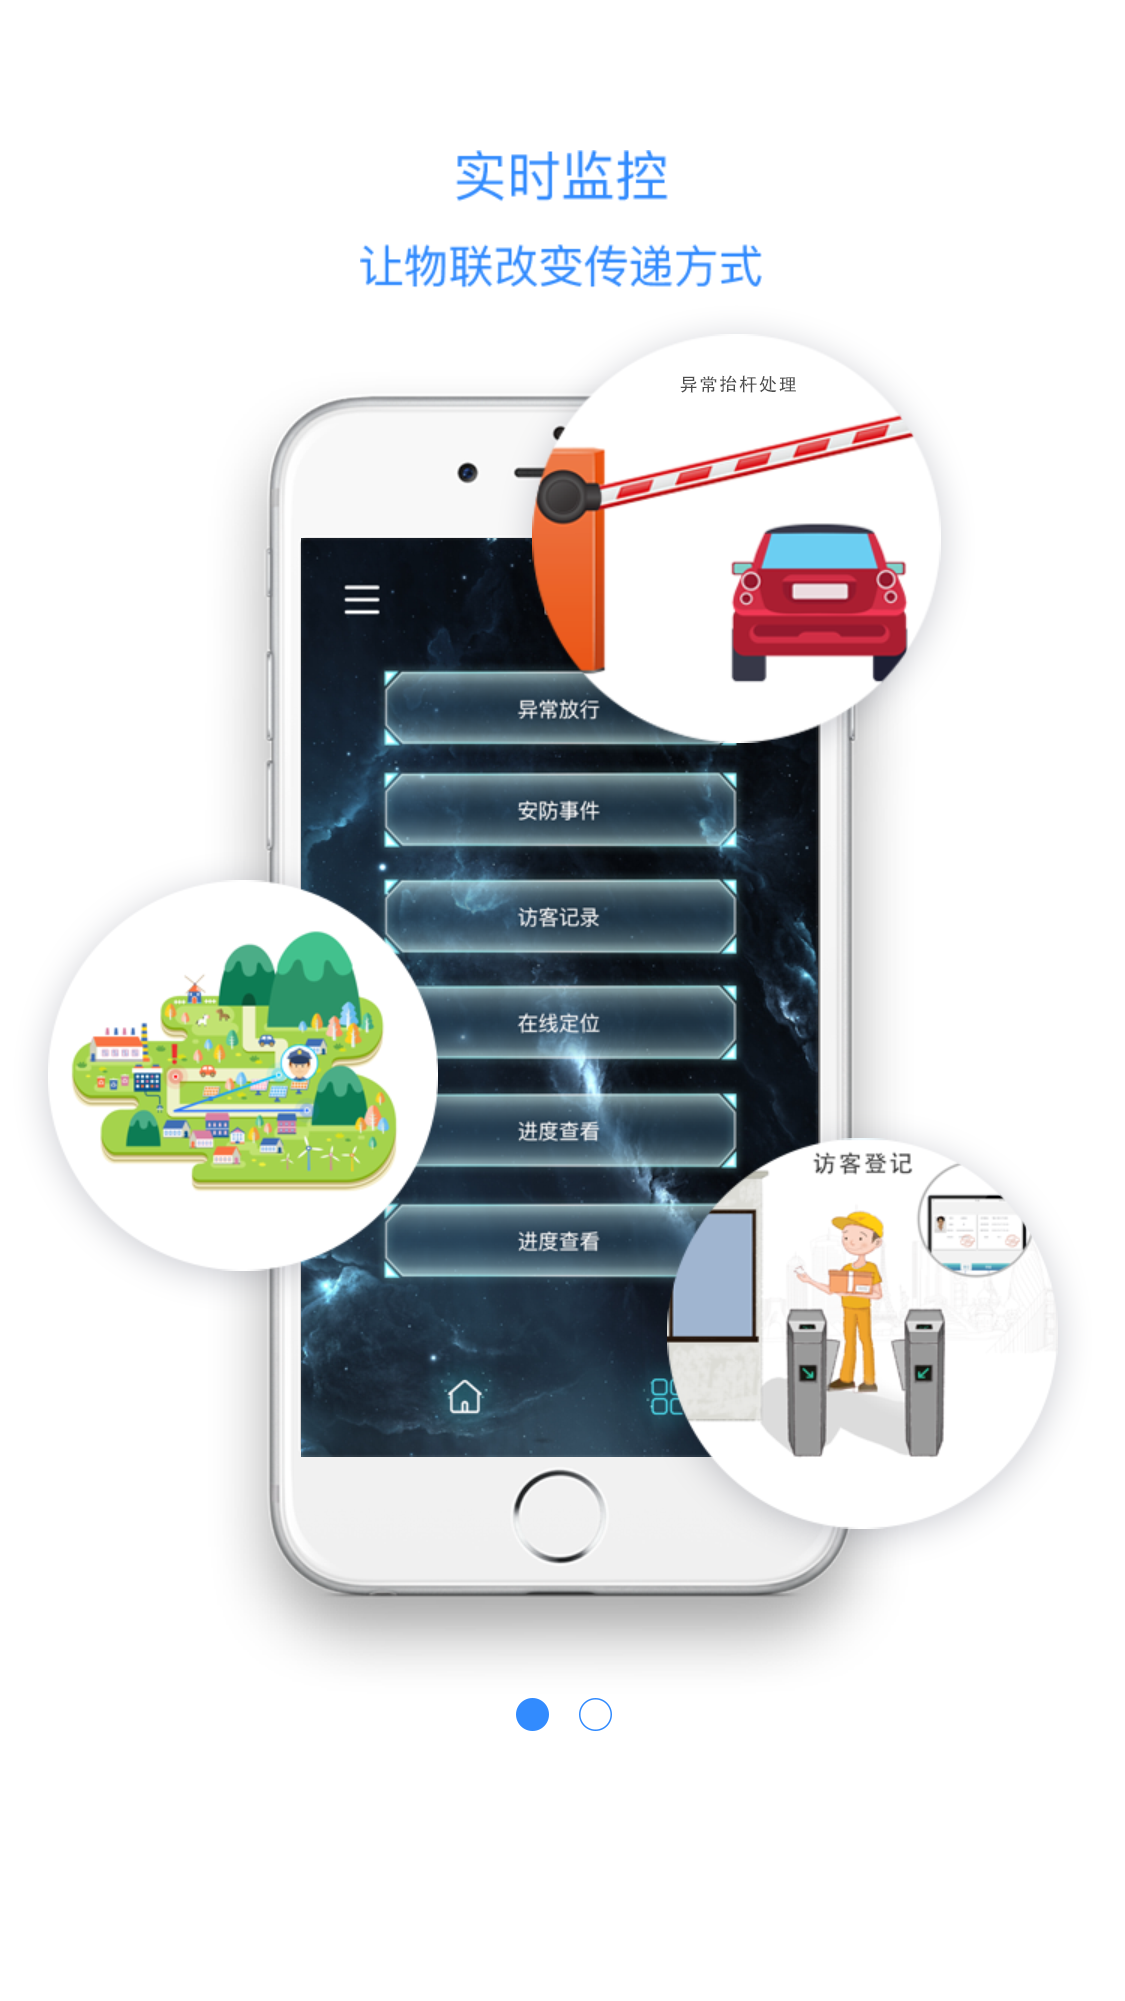 实时监控
让物联改变传递方式
异常抬杆处理
异常放行
安防事件
访客记录
在线定位
进度查看
访客登记
进度查看